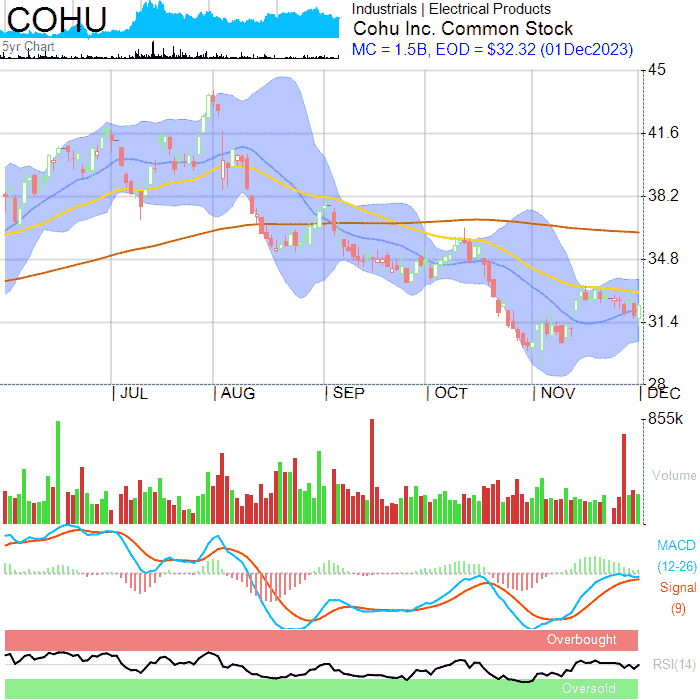 COHU
5yr Chart
Industrials | Electrical Products
Cohu Inc. Common Stock
MC = 1.5B, EOD = $32.32 (01Dec2023)
45
41.6
38.2
34.8
31.4
28
JUL
AUG
SEP
OCT
NOV
DEC
855k
Volume
MACD
(12-26)
Signal
(9)
Overbought
RSI(14)
Oversold